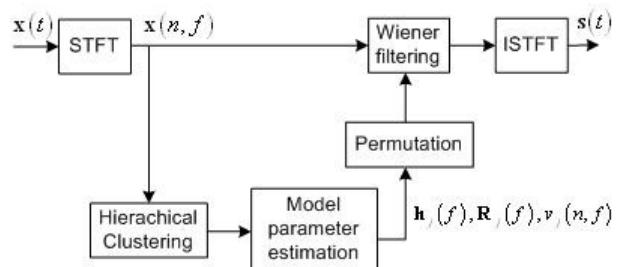 x(t)
STFT
x(n, f)
Wiener
filtering
ISTFT
s(t)
Permutation
Hierachical
Clustering
Model
parameter
estimation
h_j(f), R_j(f), v_j(n, f)